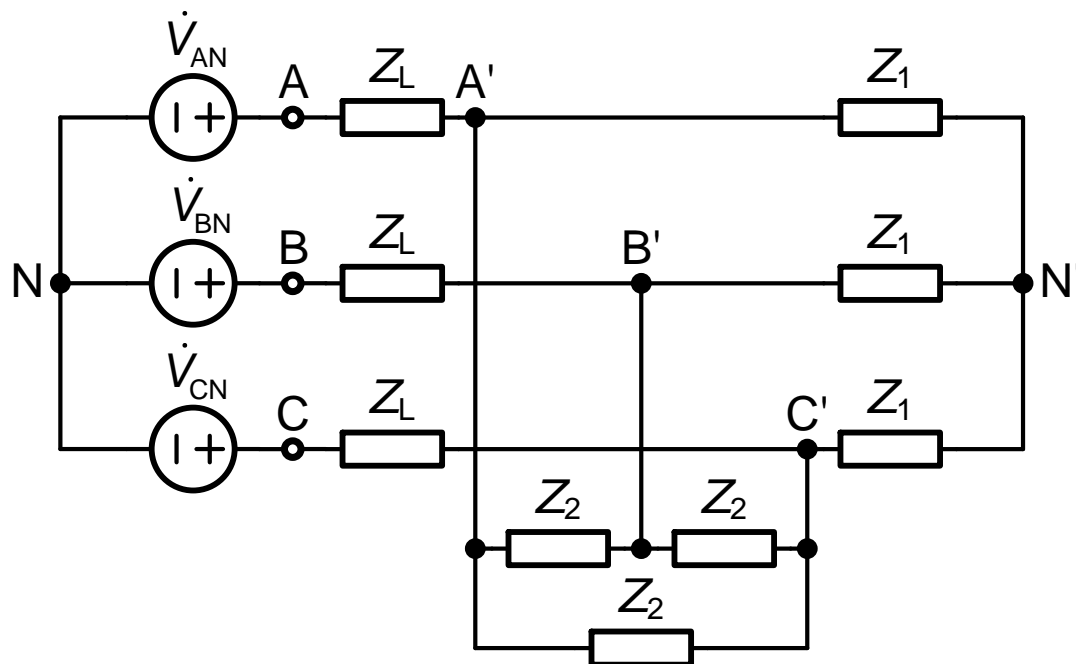 V̇AN
A ZL A' Z1
V̇BN
N B ZL B' Z1 N'
V̇CN
C ZL C' Z1
Z2 Z2
Z2